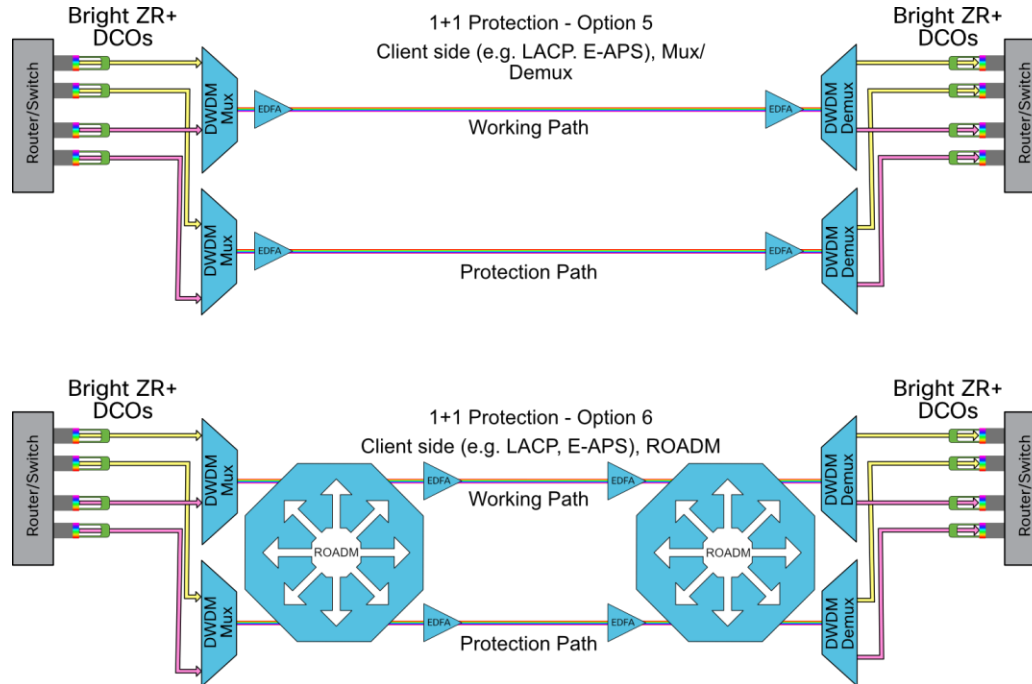 Bright ZR+
DCOs
1+1 Protection - Option 5
Client side (e.g. LACP. E-APS), Mux/
Demux
Bright ZR+
DCOs
Router/Switch
DWDM
Mux
EDFA
Working Path
EDFA
DWDM
Demux
Router/Switch
DWDM
Mux
EDFA
Protection Path
EDFA
DWDM
Demux
Bright ZR+
DCOs
1+1 Protection - Option 6
Client side (e.g. LACP, E-APS), ROADM
Bright ZR+
DCOs
Router/Switch
DWDM
Mux
EDFA
Working Path
EDFA
DWDM
Demux
Router/Switch
ROADM
ROADM
DWDM
Mux
EDFA
Protection Path
EDFA
DWDM
Demux